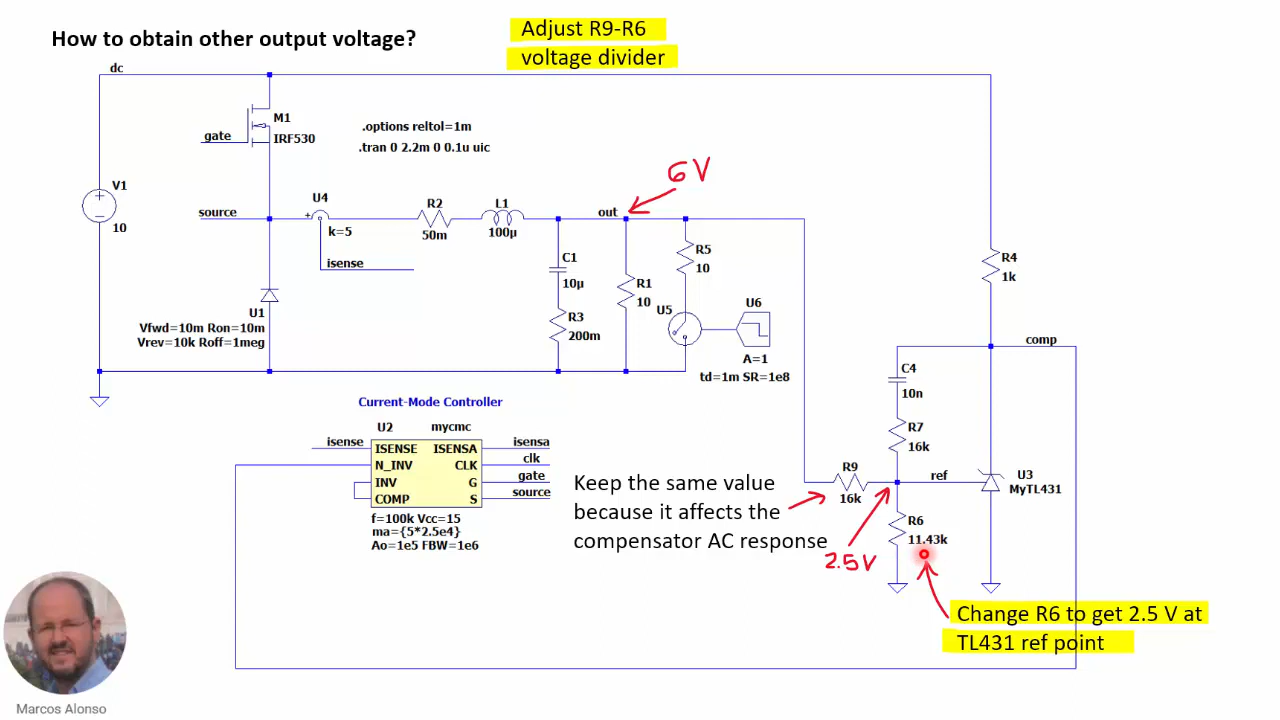 How to obtain other output voltage?
Adjust R9-R6
voltage divider
dc
M1
IRF530
gate
.options reltol=1m
.tran 0 2.2m 0 0.1u uic
6V
V1
10
source
U4
+
k=5
isense
R2
50m
L1
100µ
out
C1
10µ
R3
200m
R1
10
R5
10
U5
U6
A=1
td=1m SR=1e8
R4
1k
U1
Vfwd=10m Ron=10m
Vrev=10k Roff=1meg
comp
C4
10n
R7
16k
Current-Mode Controller
U2
mycmc
isense
ISENSE
ISENSA
isensa
N_INV
CLK
clk
INV
G
gate
COMP
S
source
f=100k Vcc=15
ma={5*2.5e4}
Ao=1e5 FBW=1e6
Keep the same value
because it affects the
compensator AC response
R9
16k
ref
U3
MyTL431
R6
11.43k
2.5V
Change R6 to get 2.5 V at
TL431 ref point
Marcos Alonso